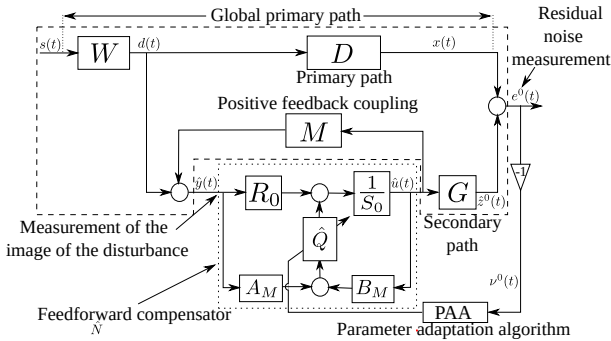 Global primary path
Residual
noise
measurement
s(t)
W
d(t)
D
x(t)
Primary path
e⁰(t)
Positive feedback coupling
M
-1
ŷ(t)
R₀
1
S₀
û(t)
G
ẑ⁰(t)
Measurement of the
image of the disturbance
Q̂
Secondary
path
A_M
B_M
ν⁰(t)
Feedforward compensator
N̂
PAA
Parameter adaptation algorithm